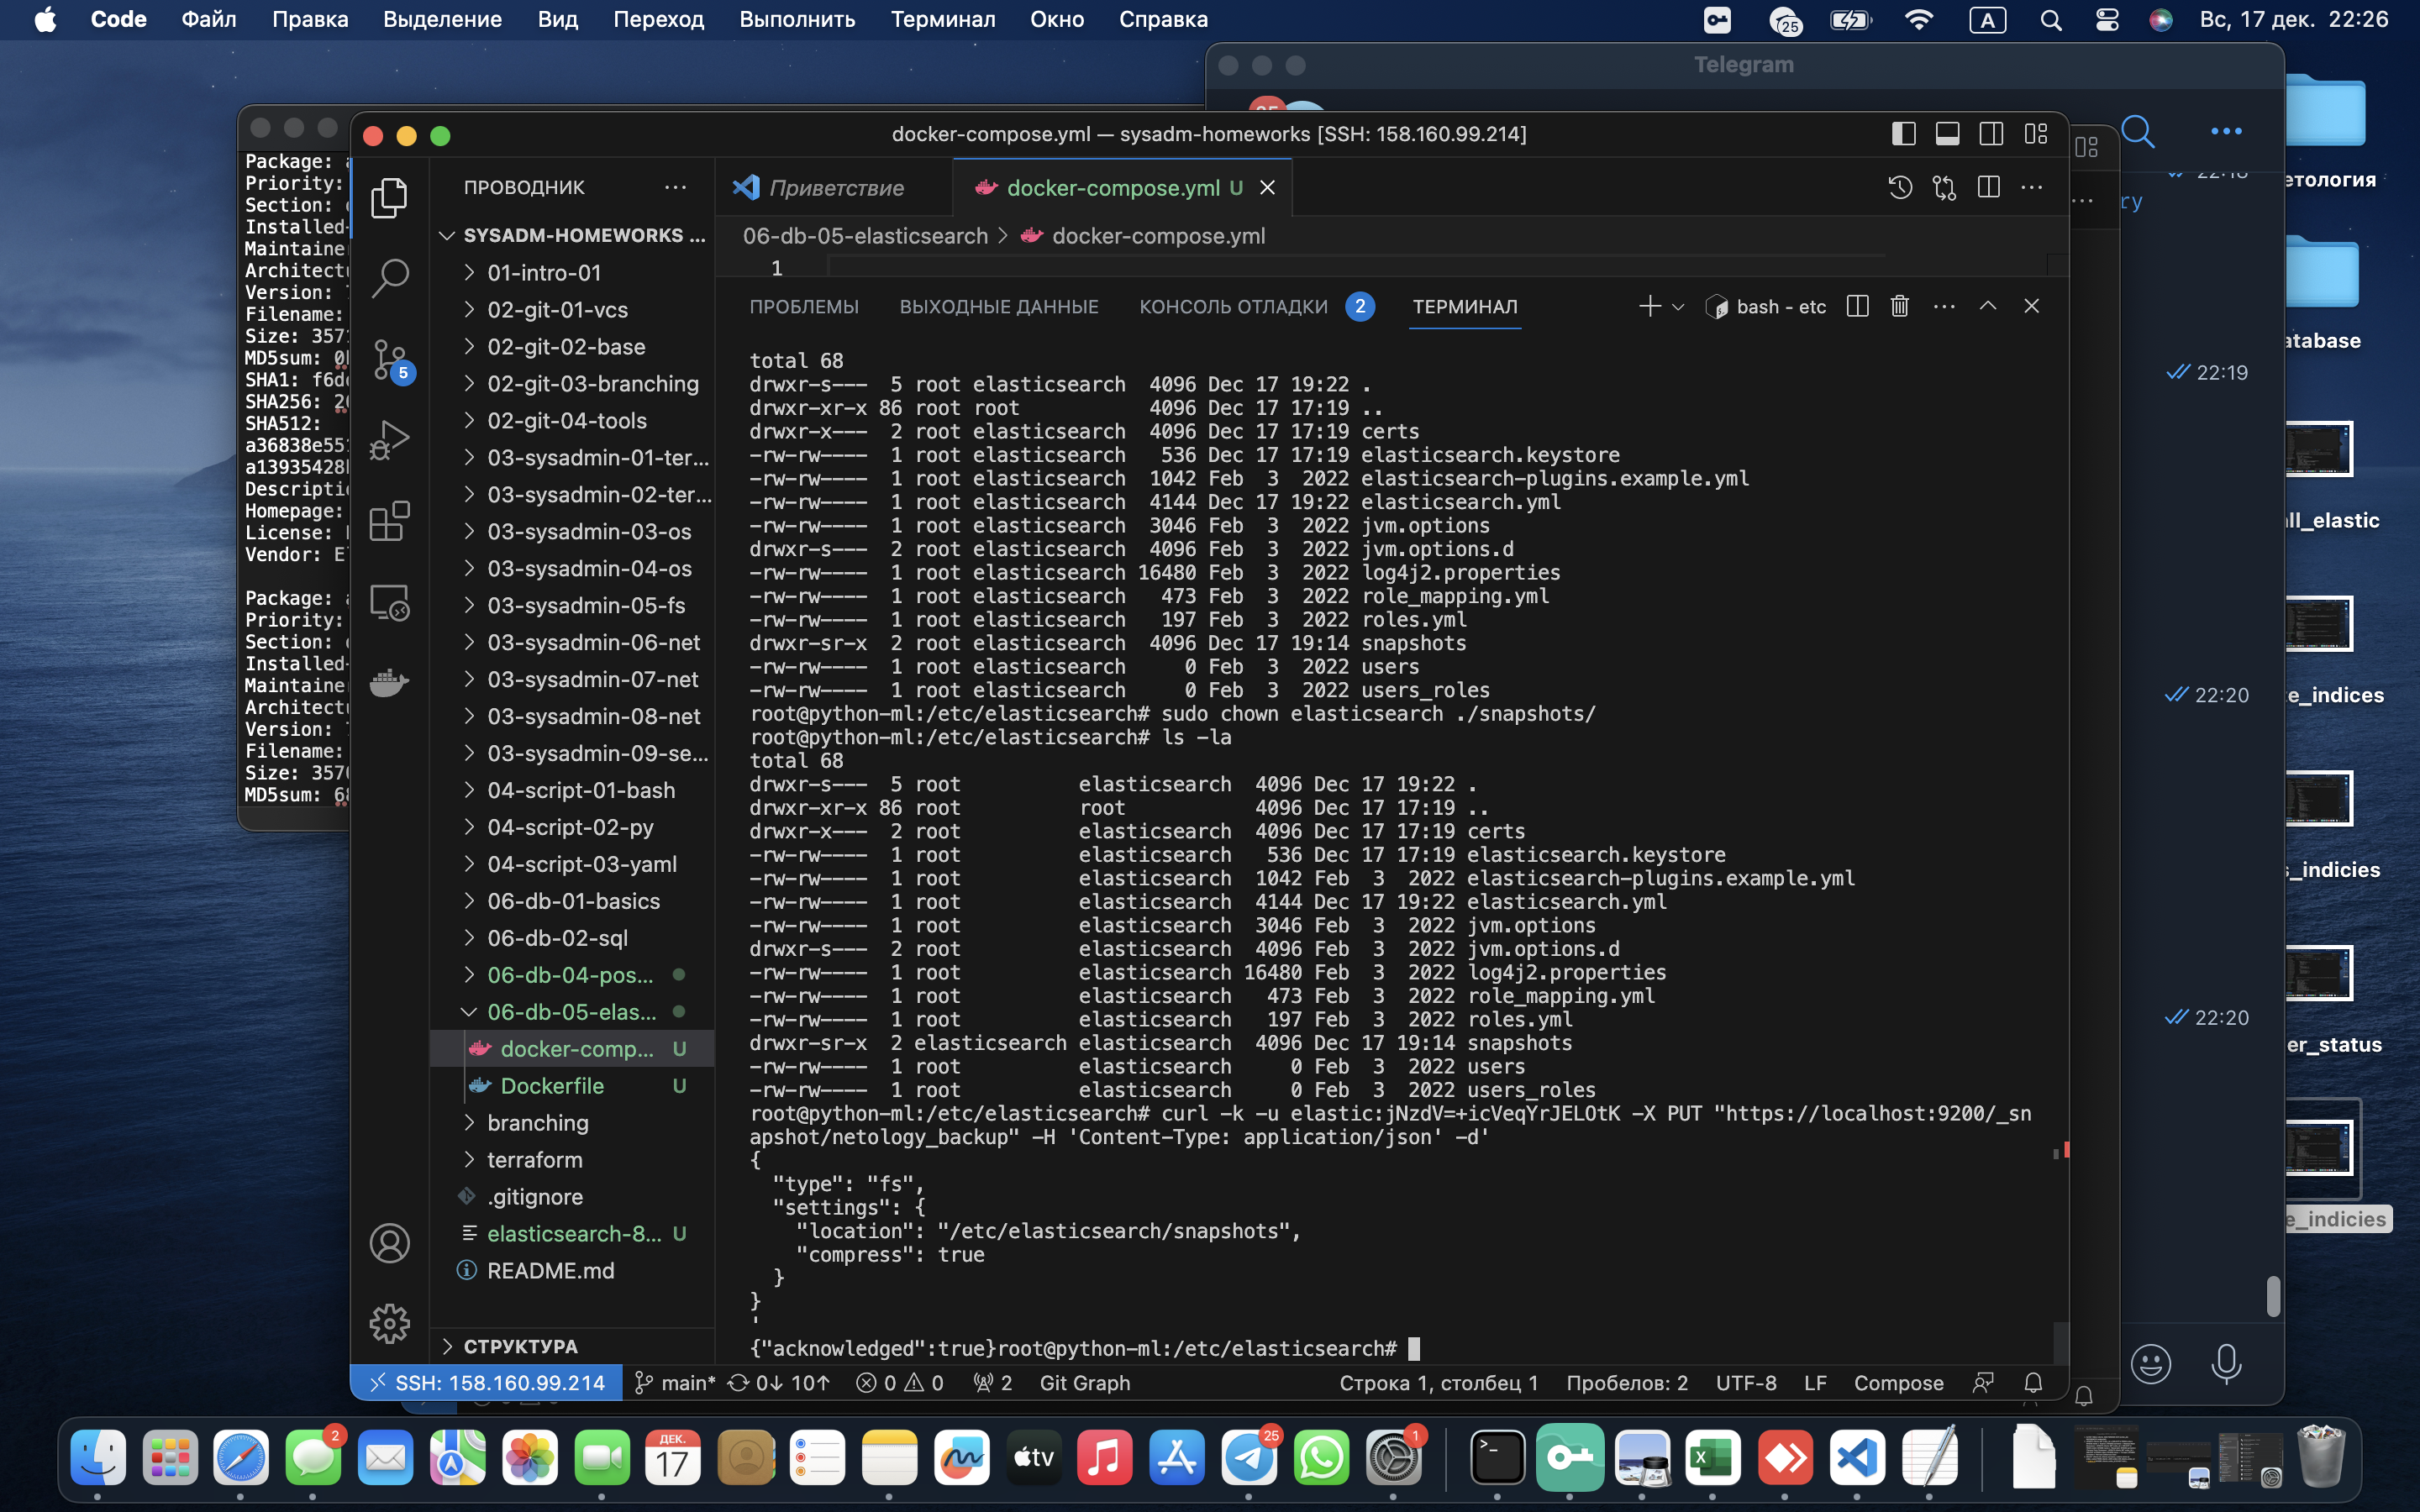 Code Файл Правка Выделение Вид Переход Выполнить Терминал Окно Справка 25 A Вс, 17 дек. 22:26
Telegram
22:18
ry
22:19
22:20
22:20
етология
atabase
ll_elastic
e_indices
s_indicies
er_status
e_indicies
Package:
Priority:
Section:
Installed-
Maintaine
Architect
Version:
Filename:
Size: 357
MD5sum:
SHA1:
SHA256:
SHA512:
a36838e55
a13935428
Descripti
Homepage:
License:
Vendor: E
Package:
Priority:
Section:
Installed-
Maintaine
Architect
Version:
Filename:
Size: 357
MD5sum:
docker-compose.yml — sysadm-homeworks [SSH: 158.160.99.214]
ПРОВОДНИК
SYSADM-HOMEWORKS ...
01-intro-01
02-git-01-vcs
02-git-02-base
02-git-03-branching
02-git-04-tools
03-sysadmin-01-ter...
03-sysadmin-02-ter...
03-sysadmin-03-os
03-sysadmin-04-os
03-sysadmin-05-fs
03-sysadmin-06-net
03-sysadmin-07-net
03-sysadmin-08-net
03-sysadmin-09-se...
04-script-01-bash
04-script-02-py
04-script-03-yaml
06-db-01-basics
06-db-02-sql
06-db-04-pos...
06-db-05-elas...
docker-comp... U
Dockerfile U
branching
terraform
.gitignore
elasticsearch-8... U
README.md
СТРУКТУРА
5
Приветствие
docker-compose.yml U
06-db-05-elasticsearch > docker-compose.yml
1
ПРОБЛЕМЫ ВЫХОДНЫЕ ДАННЫЕ КОНСОЛЬ ОТЛАДКИ 2 ТЕРМИНАЛ bash - etc
total 68
drwxr-s---  5 root elasticsearch  4096 Dec 17 19:22 .
drwxr-xr-x 86 root root           4096 Dec 17 17:19 ..
drwxr-x---  2 root elasticsearch  4096 Dec 17 17:19 certs
-rw-rw----  1 root elasticsearch   536 Dec 17 17:19 elasticsearch.keystore
-rw-rw----  1 root elasticsearch  1042 Feb  3  2022 elasticsearch-plugins.example.yml
-rw-rw----  1 root elasticsearch  4144 Dec 17 19:22 elasticsearch.yml
-rw-rw----  1 root elasticsearch  3046 Feb  3  2022 jvm.options
drwxr-s---  2 root elasticsearch  4096 Feb  3  2022 jvm.options.d
-rw-rw----  1 root elasticsearch 16480 Feb  3  2022 log4j2.properties
-rw-rw----  1 root elasticsearch   473 Feb  3  2022 role_mapping.yml
-rw-rw----  1 root elasticsearch   197 Feb  3  2022 roles.yml
drwxr-sr-x  2 root elasticsearch  4096 Dec 17 19:14 snapshots
-rw-rw----  1 root elasticsearch     0 Feb  3  2022 users
-rw-rw----  1 root elasticsearch     0 Feb  3  2022 users_roles
root@python-ml:/etc/elasticsearch# sudo chown elasticsearch ./snapshots/
root@python-ml:/etc/elasticsearch# ls -la
total 68
drwxr-s---  5 root          elasticsearch  4096 Dec 17 19:22 .
drwxr-xr-x 86 root          root           4096 Dec 17 17:19 ..
drwxr-x---  2 root          elasticsearch  4096 Dec 17 17:19 certs
-rw-rw----  1 root          elasticsearch   536 Dec 17 17:19 elasticsearch.keystore
-rw-rw----  1 root          elasticsearch  1042 Feb  3  2022 elasticsearch-plugins.example.yml
-rw-rw----  1 root          elasticsearch  4144 Dec 17 19:22 elasticsearch.yml
-rw-rw----  1 root          elasticsearch  3046 Feb  3  2022 jvm.options
drwxr-s---  2 root          elasticsearch  4096 Feb  3  2022 jvm.options.d
-rw-rw----  1 root          elasticsearch 16480 Feb  3  2022 log4j2.properties
-rw-rw----  1 root          elasticsearch   473 Feb  3  2022 role_mapping.yml
-rw-rw----  1 root          elasticsearch   197 Feb  3  2022 roles.yml
drwxr-sr-x  2 elasticsearch elasticsearch  4096 Dec 17 19:14 snapshots
-rw-rw----  1 root          elasticsearch     0 Feb  3  2022 users
-rw-rw----  1 root          elasticsearch     0 Feb  3  2022 users_roles
root@python-ml:/etc/elasticsearch# curl -k -u elastic:jNzdV=+icVeqYrJELOtK -X PUT "https://localhost:9200/_sn
apshot/netology_backup" -H 'Content-Type: application/json' -d'
{
  "type": "fs",
  "settings": {
    "location": "/etc/elasticsearch/snapshots",
    "compress": true
  }
}
'
{"acknowledged":true}root@python-ml:/etc/elasticsearch#
SSH: 158.160.99.214 main* 0↓ 10↑ 0 0 2 Git Graph Строка 1, столбец 1 Пробелов: 2 UTF-8 LF Compose
2 ДЕК. 17 tv 25 1